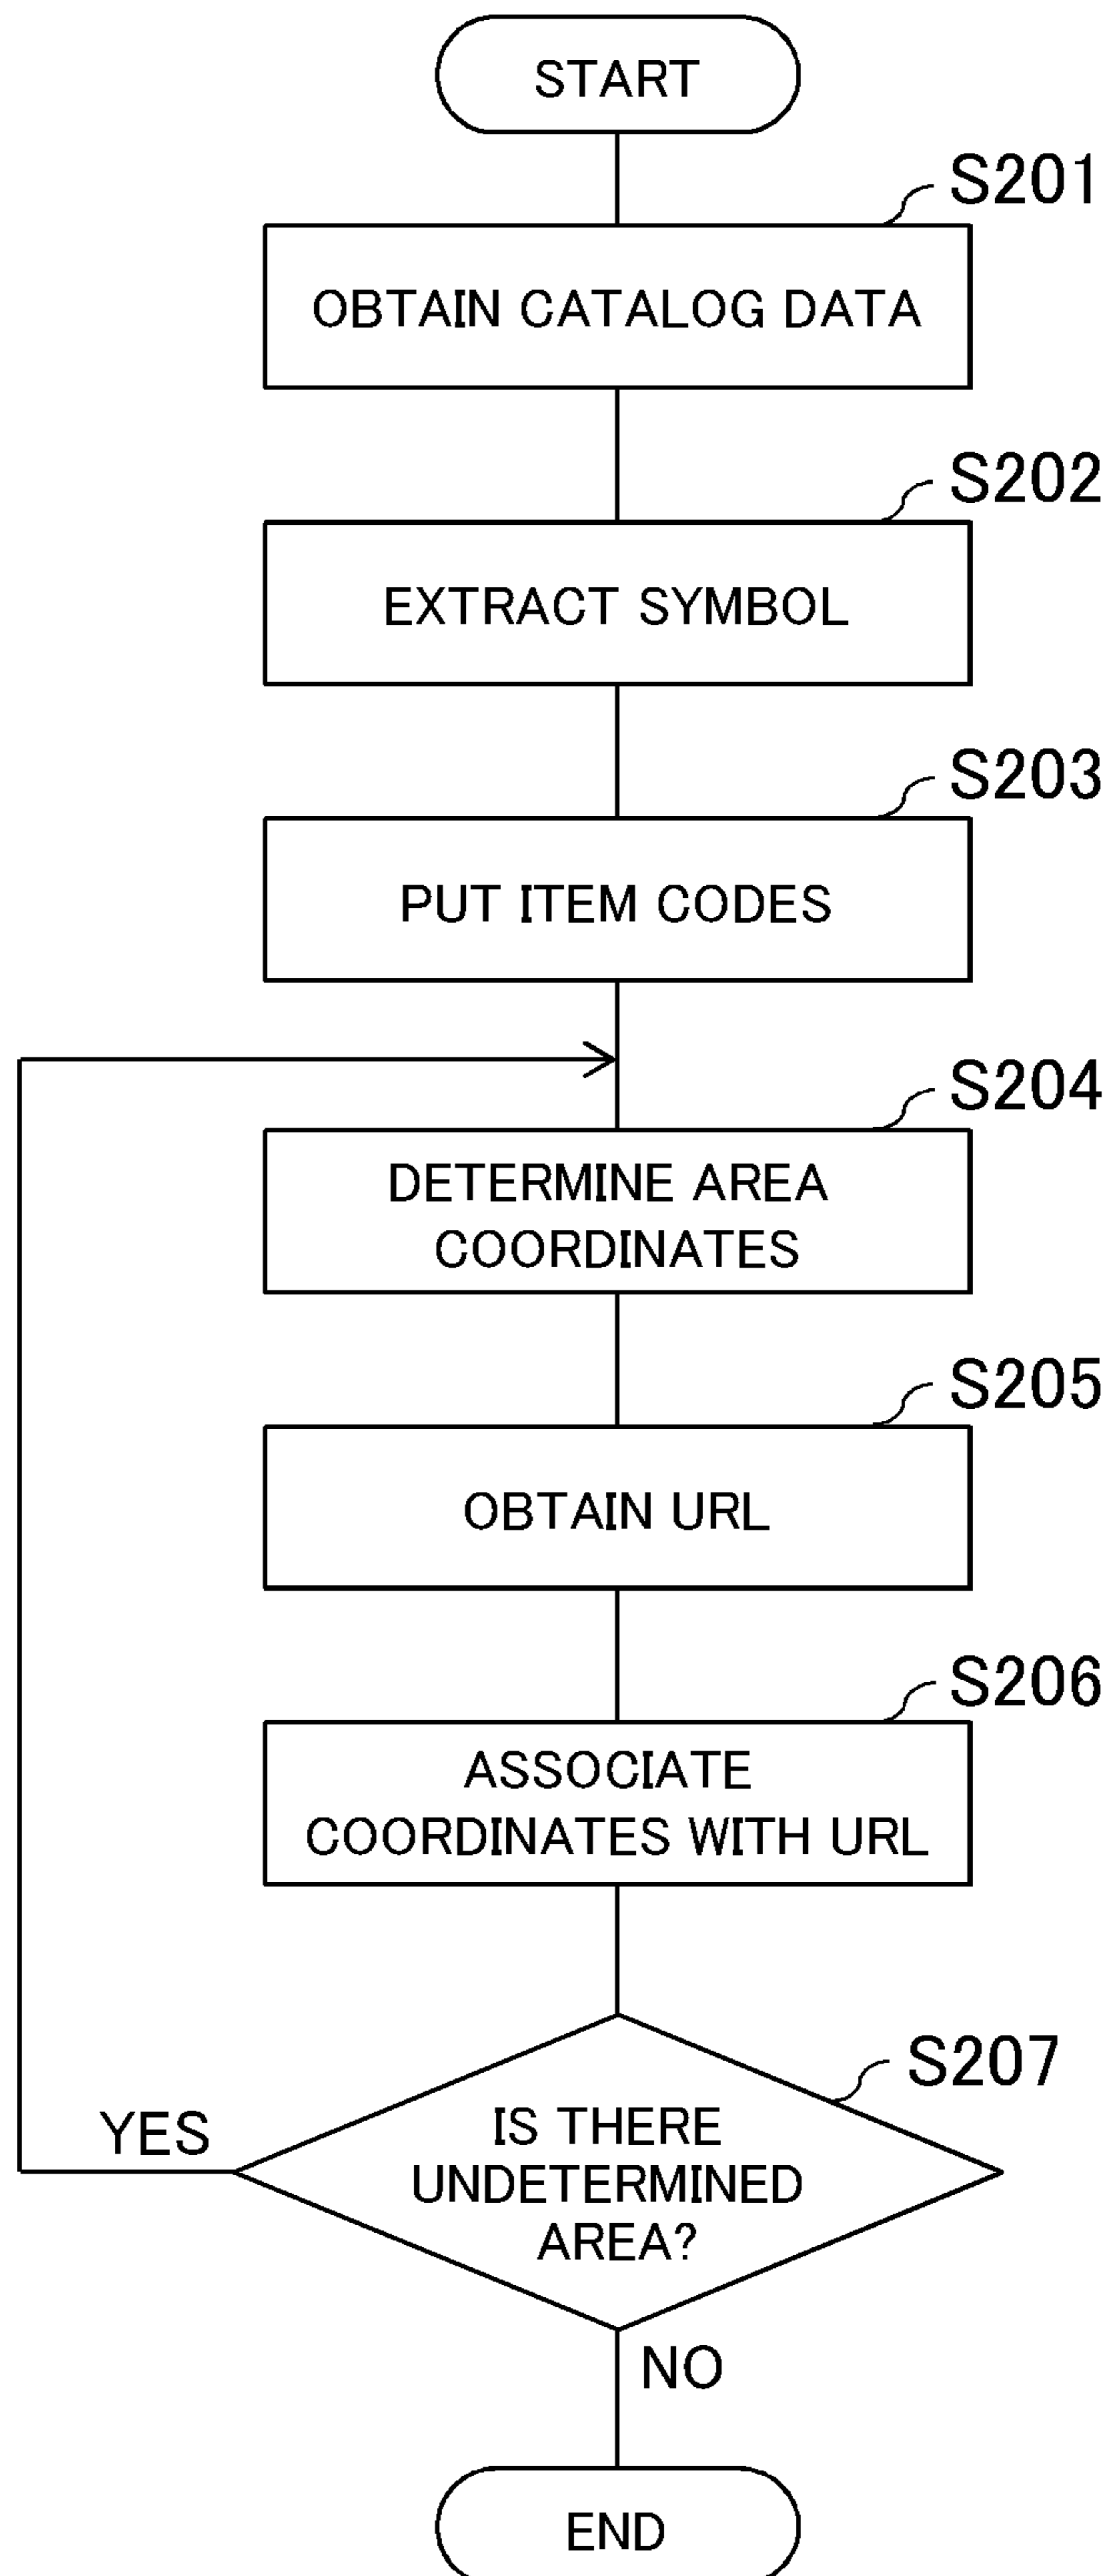 START
S201
OBTAIN CATALOG DATA
S202
EXTRACT SYMBOL
S203
PUT ITEM CODES
S204
DETERMINE AREA
COORDINATES
S205
OBTAIN URL
S206
ASSOCIATE
COORDINATES WITH URL
S207
IS THERE
UNDETERMINED
AREA?
YES
NO
END